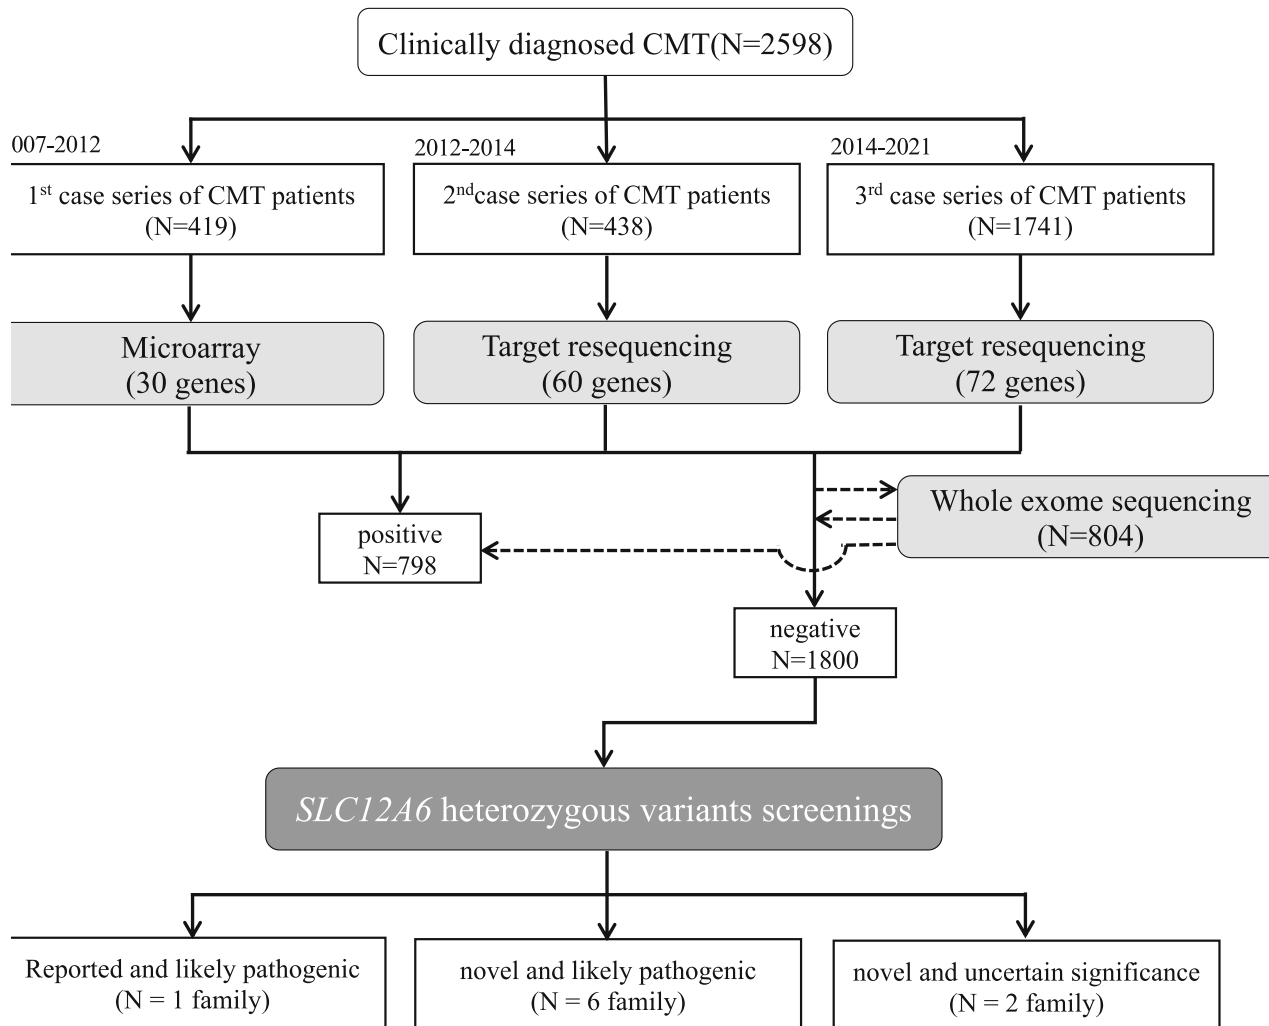 Clinically diagnosed CMT(N=2598)
007-2012
2012-2014
2014-2021
1st case series of CMT patients
(N=419)
2nd case series of CMT patients
(N=438)
3rd case series of CMT patients
(N=1741)
Microarray
(30 genes)
Target resequencing
(60 genes)
Target resequencing
(72 genes)
Whole exome sequencing
(N=804)
positive
N=798
negative
N=1800
SLC12A6 heterozygous variants screenings
Reported and likely pathogenic
(N = 1 family)
novel and likely pathogenic
(N = 6 family)
novel and uncertain significance
(N = 2 family)